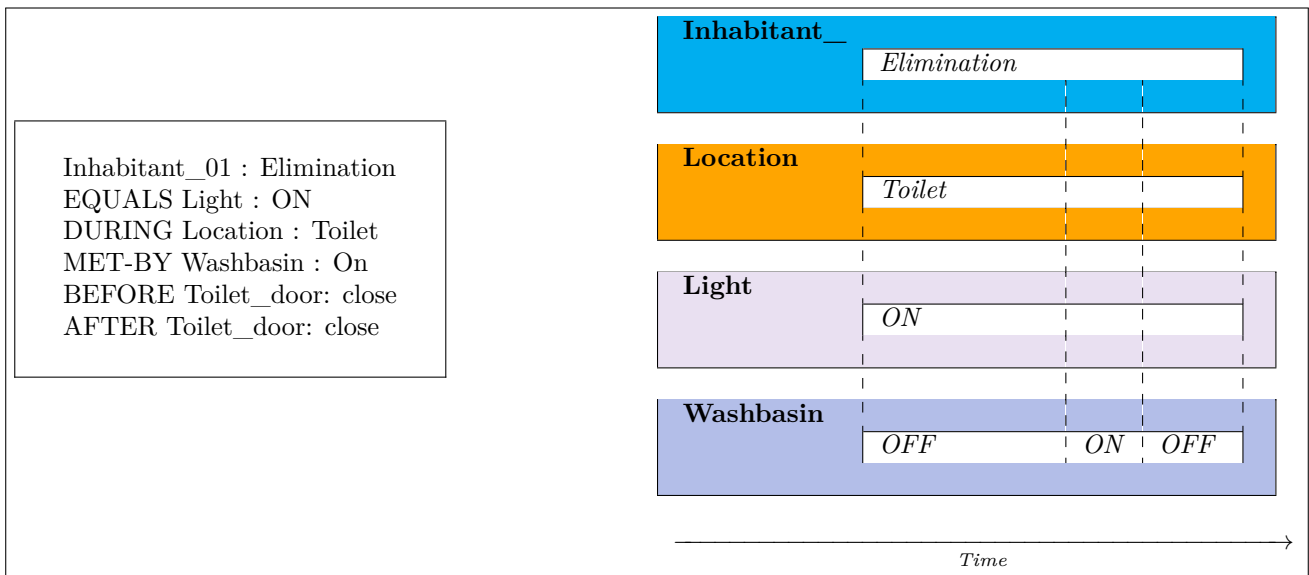 Inhabitant_01 : Elimination
EQUALS Light : ON
DURING Location : Toilet
MET-BY Washbasin : On
BEFORE Toilet_door: close
AFTER Toilet_door: close
Inhabitant_
Elimination
Location
Toilet
Light
ON
Washbasin
OFF ON OFF
Time